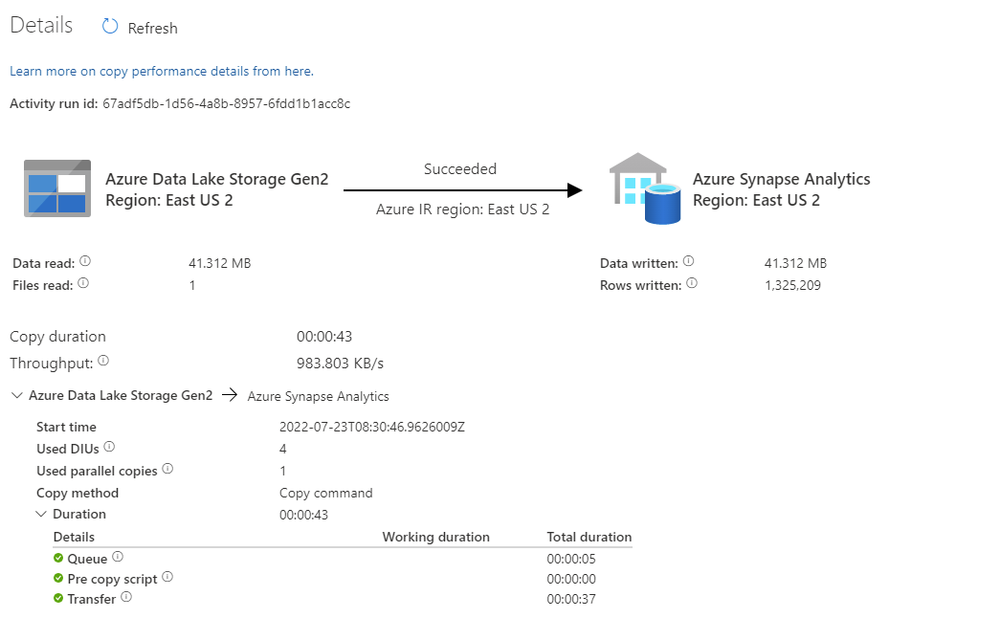 Details Refresh
Learn more on copy performance details from here.
Activity run id: 67adf5db-1d56-4a8b-8957-6fdd1b1acc8c
Succeeded
Azure Data Lake Storage Gen2 Azure Synapse Analytics
Region: East US 2 Azure IR region: East US 2 Region: East US 2
Data read: 41.312 MB Data written: 41.312 MB
Files read: 1 Rows written: 1,325,209
Copy duration 00:00:43
Throughput: 983.803 KB/s
Azure Data Lake Storage Gen2 Azure Synapse Analytics
Start time 2022-07-23T08:30:46.9626009Z
Used DIUs 4
Used parallel copies 1
Copy method Copy command
Duration 00:00:43
Details Working duration Total duration
Queue 00:00:05
Pre copy script 00:00:00
Transfer 00:00:37